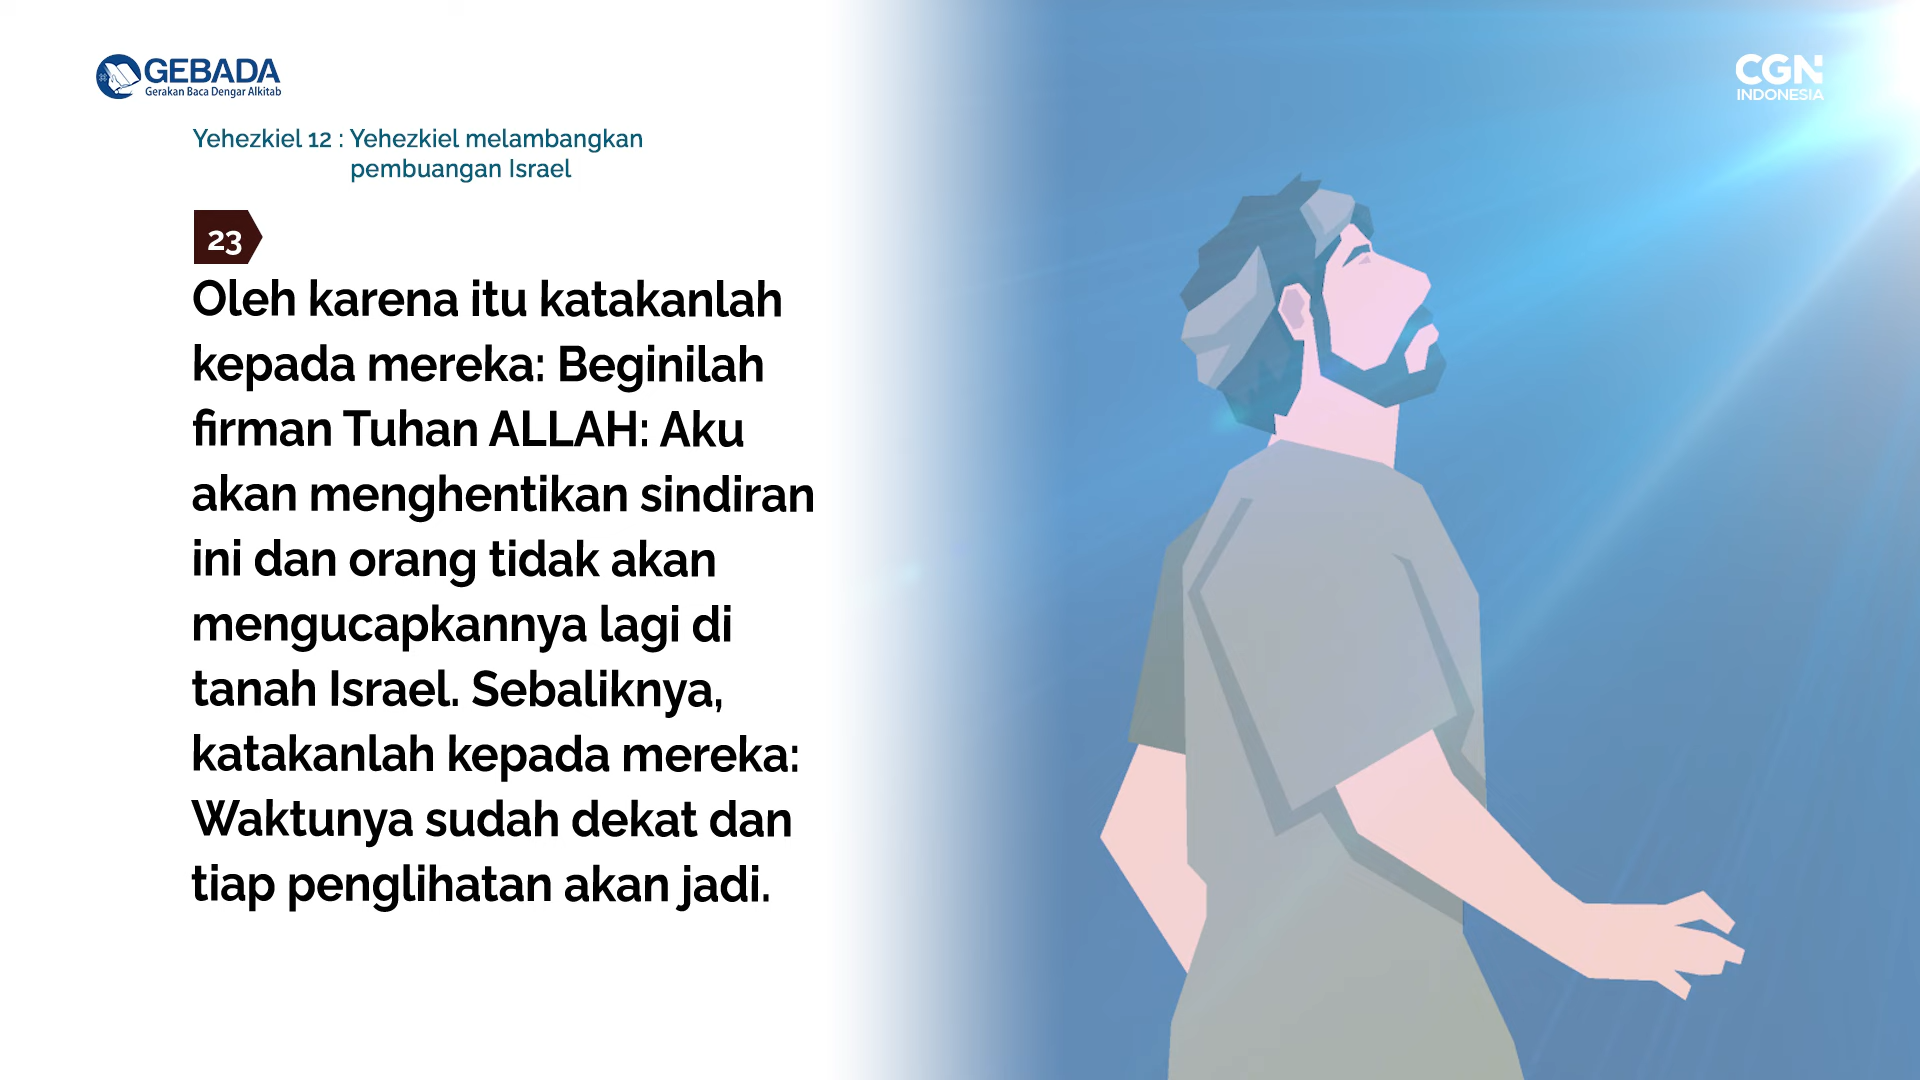 GEBADA
Gerakan Baca Dengar Alkitab
CGN
INDONESIA
Yehezkiel 12 : Yehezkiel melambangkan
pembuangan Israel
23
Oleh karena itu katakanlah
kepada mereka: Beginilah
firman Tuhan ALLAH: Aku
akan menghentikan sindiran
ini dan orang tidak akan
mengucapkannya lagi di
tanah Israel. Sebaliknya,
katakanlah kepada mereka:
Waktunya sudah dekat dan
tiap penglihatan akan jadi.